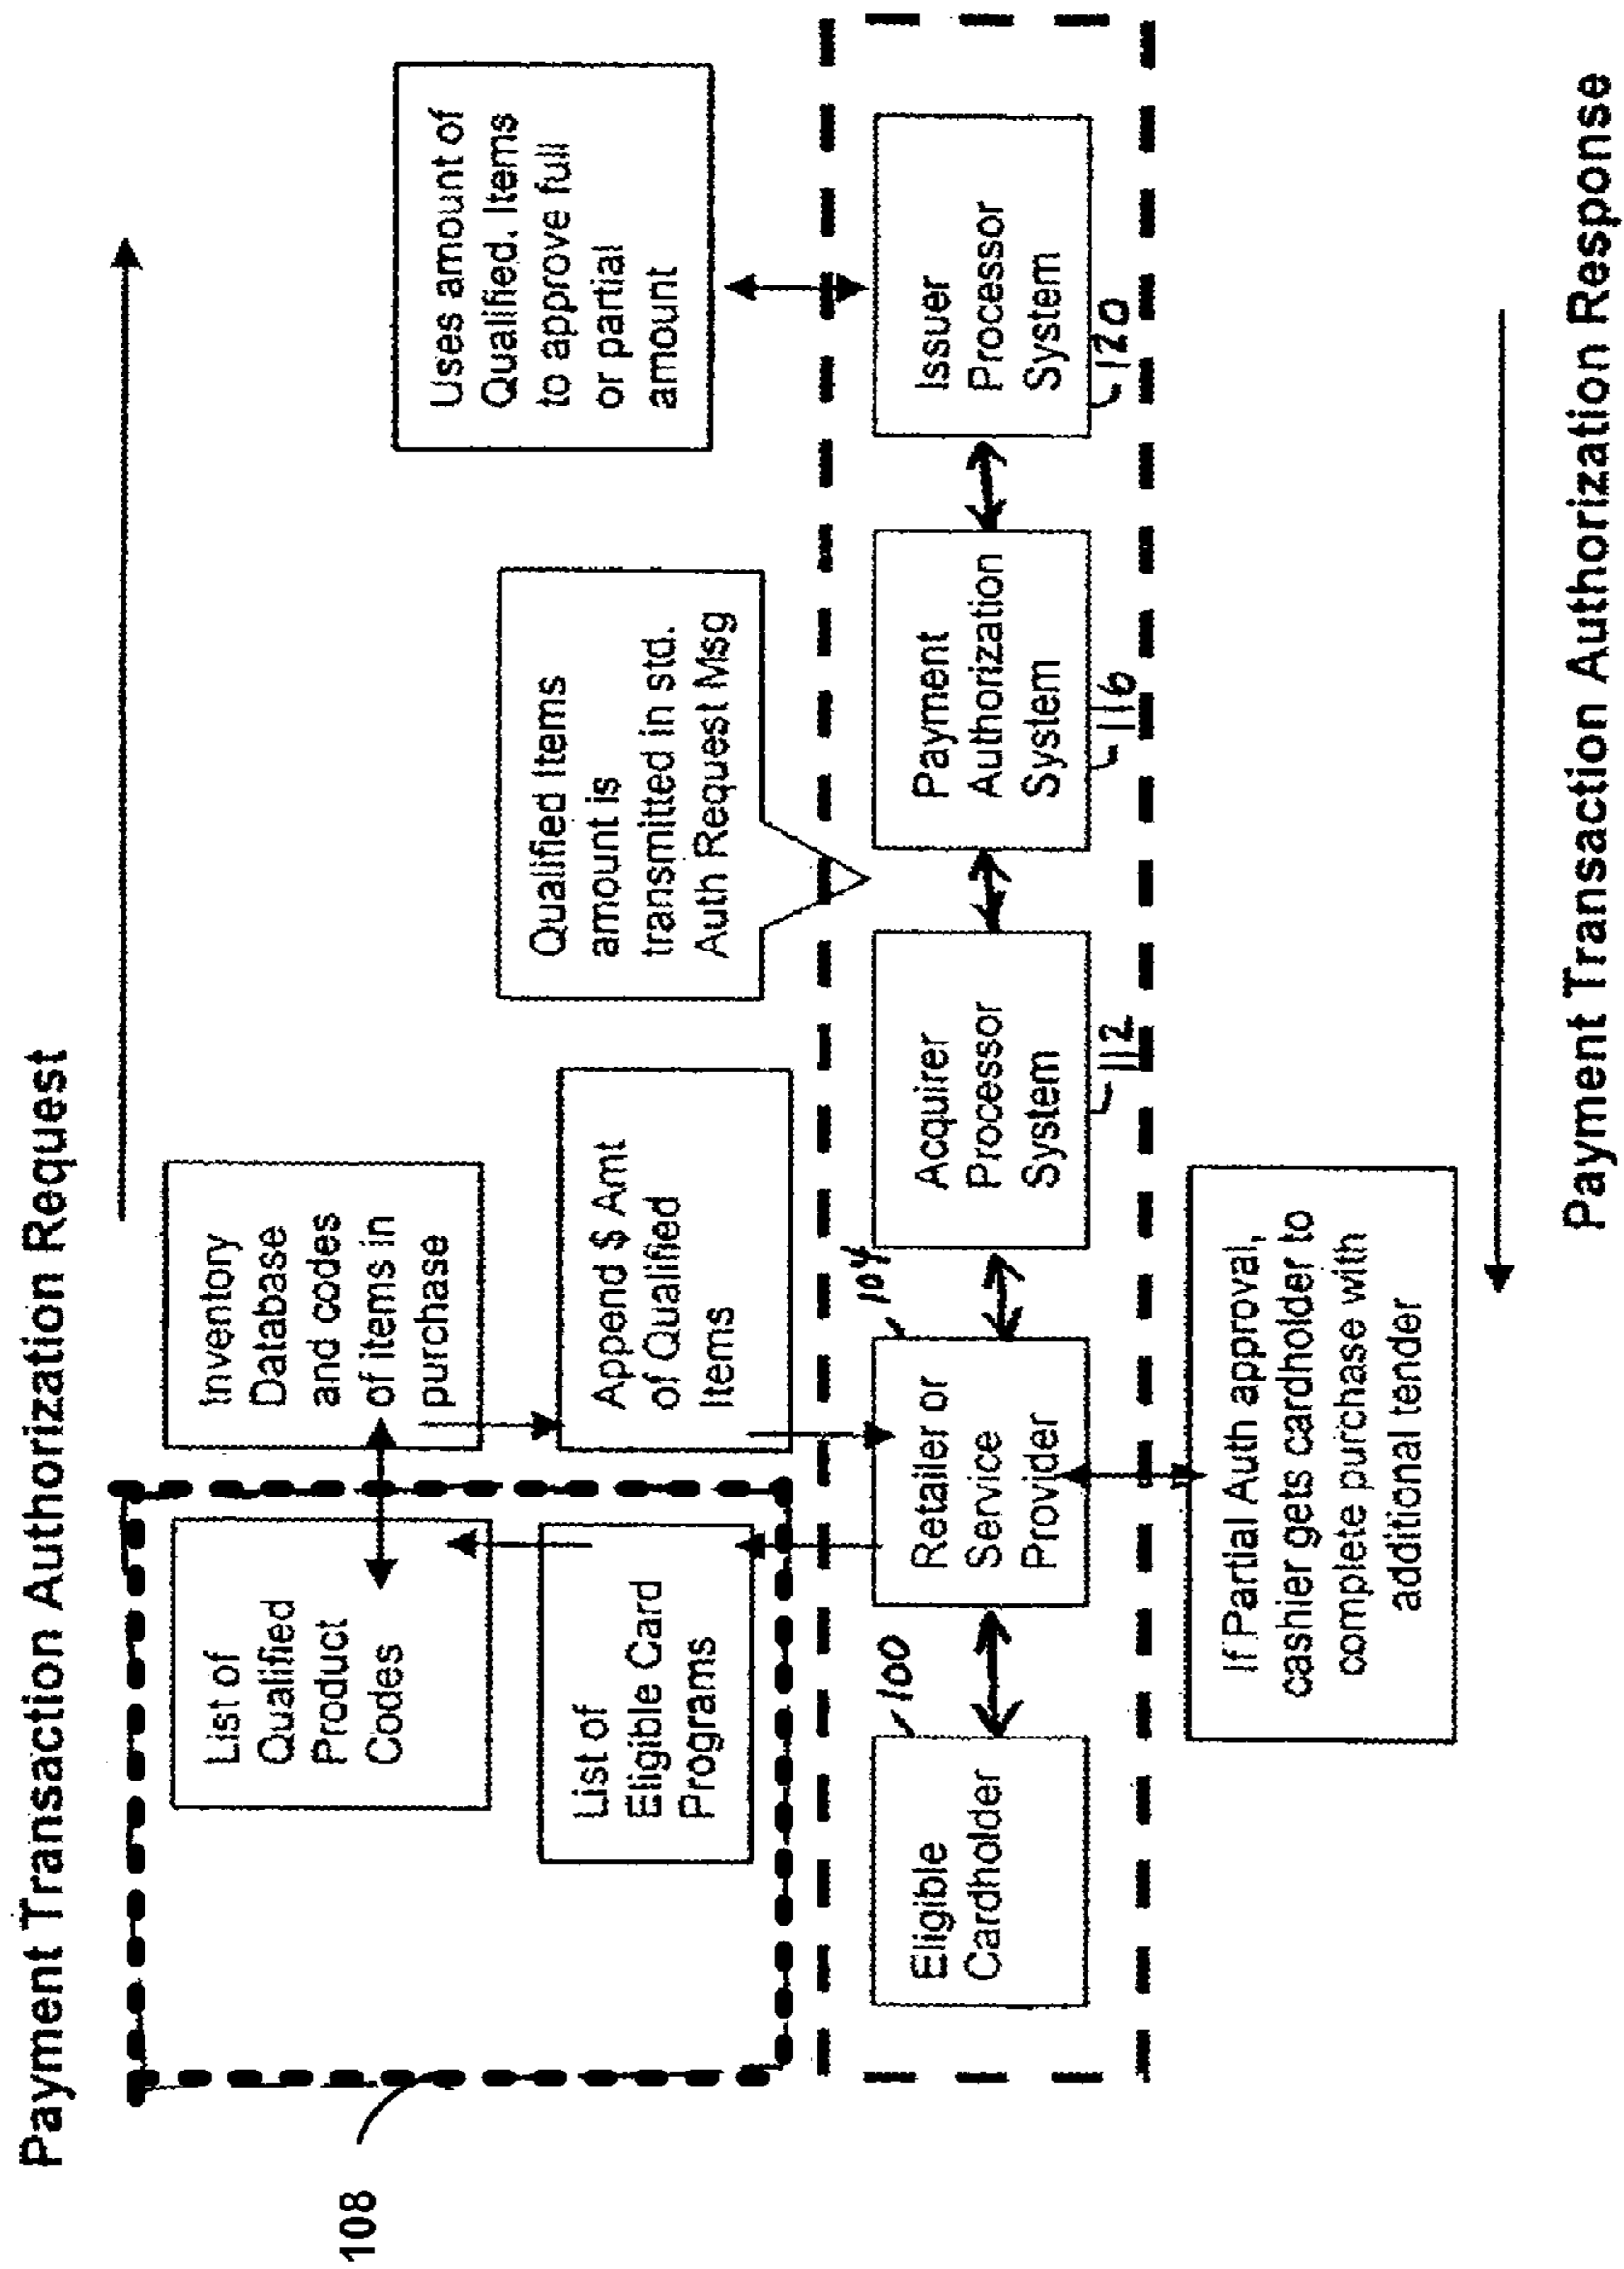 Payment Transaction Authorization Request
108
List of
Qualified
Product
Codes
Inventory
Database
and codes
of items in
purchase
List of
Eligible Card
Programs
Append $ Amt
of Qualified
Items
Qualified Items
amount is
transmitted in std.
Auth Request Msg
Uses amount of
Qualified. Items
to approve full
or partial
amount
100
Eligible
Cardholder
104
Retailer or
Service
Provider
Acquirer
Processor
System
112
Payment
Authorization
System
116
Issuer
Processor
System
120
If Partial Auth approval,
cashier gets cardholder to
complete purchase with
additional tender
Payment Transaction Authorization Response